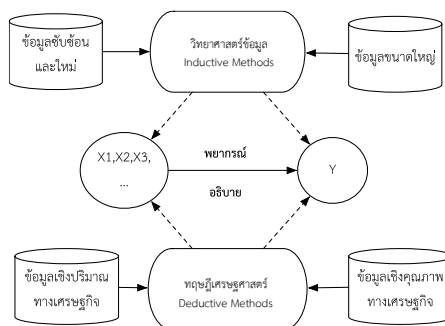 ข้อมูลซับซ้อน
และใหม่
วิทยาศาสตร์ข้อมูล
Inductive Methods
ข้อมูลขนาดใหญ่
X1,X2,X3,
...
พยากรณ์
อธิบาย
Y
ข้อมูลเชิงปริมาณ
ทางเศรษฐกิจ
ทฤษฎีเศรษฐศาสตร์
Deductive Methods
ข้อมูลเชิงคุณภาพ
ทางเศรษฐกิจ